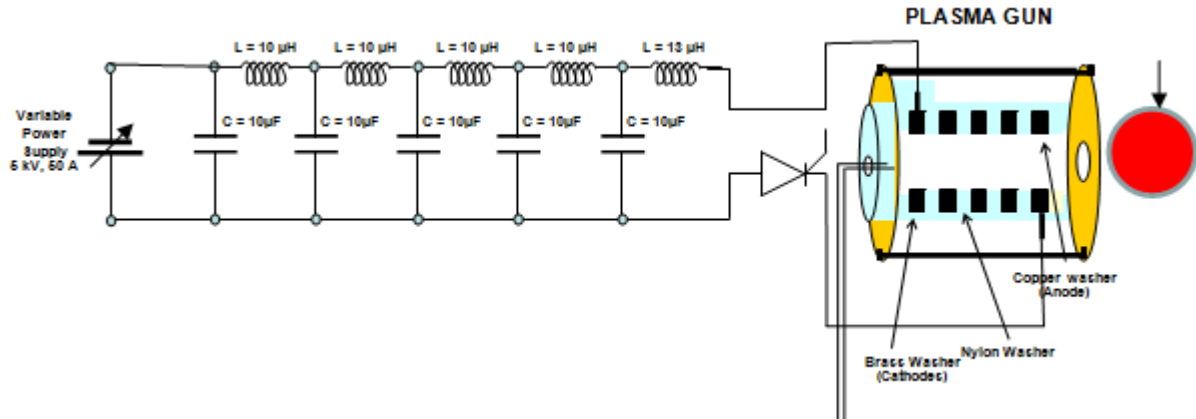 PLASMA GUN
L = 10 µH
L = 10 µH
L = 10 µH
L = 10 µH
L = 13 µH
Variable
Power
Supply
5 kV, 50 A
C = 10µF
C = 10µF
C = 10µF
C = 10µF
C = 10µF
Copper washer
(Anode)
Brass Washer
(Cathodes)
Nylon Washer